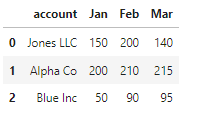 account Jan Feb Mar
0 Jones LLC 150 200 140
1 Alpha Co 200 210 215
2 Blue Inc 50 90 95